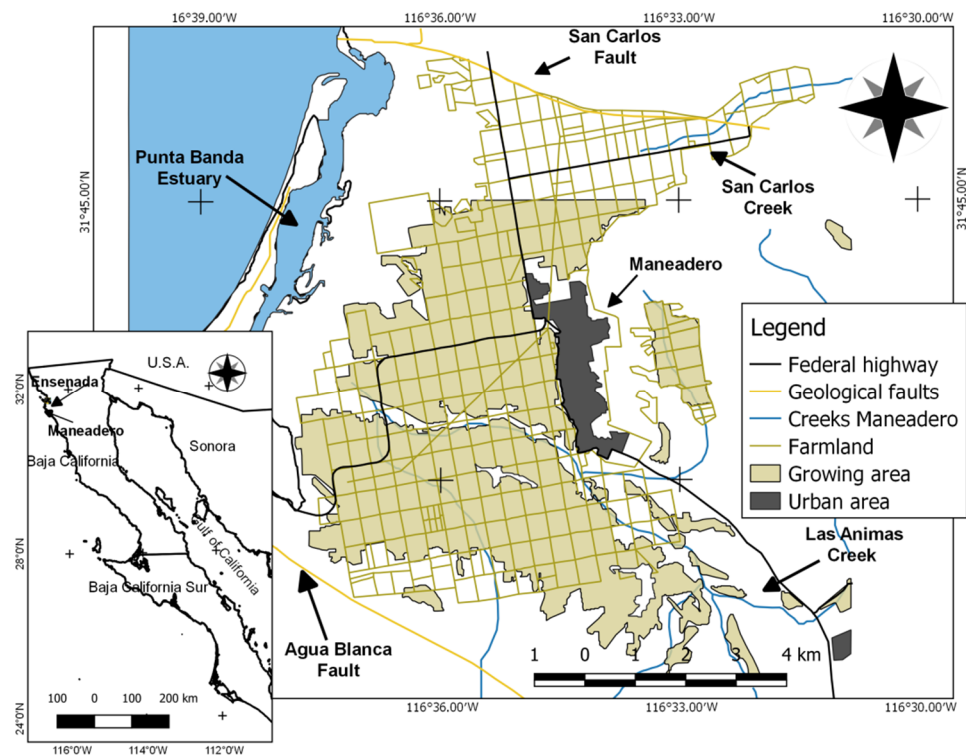 116°39.00'W 116°36.00'W 116°33.00'W 116°30.00'W
San Carlos
Fault
Punta Banda
Estuary
San Carlos
Creek
31°45.00'N
31°45.00'N
Maneadero
Legend
Federal highway
Geological faults
Creeks Maneadero
Farmland
Growing area
Urban area
Las Animas
Creek
Agua Blanca
Fault
1 0 1 2 3 4 km
116°36.00'W 116°33.00'W 116°30.00'W
U.S.A.
Ensenada
Maneadero
Baja California
Sonora
Gulf of California
Baja California Sur
32°0'N
28°0'N
24°0'N
100 0 100 200 km
116°0'W 114°0'W 112°0'W